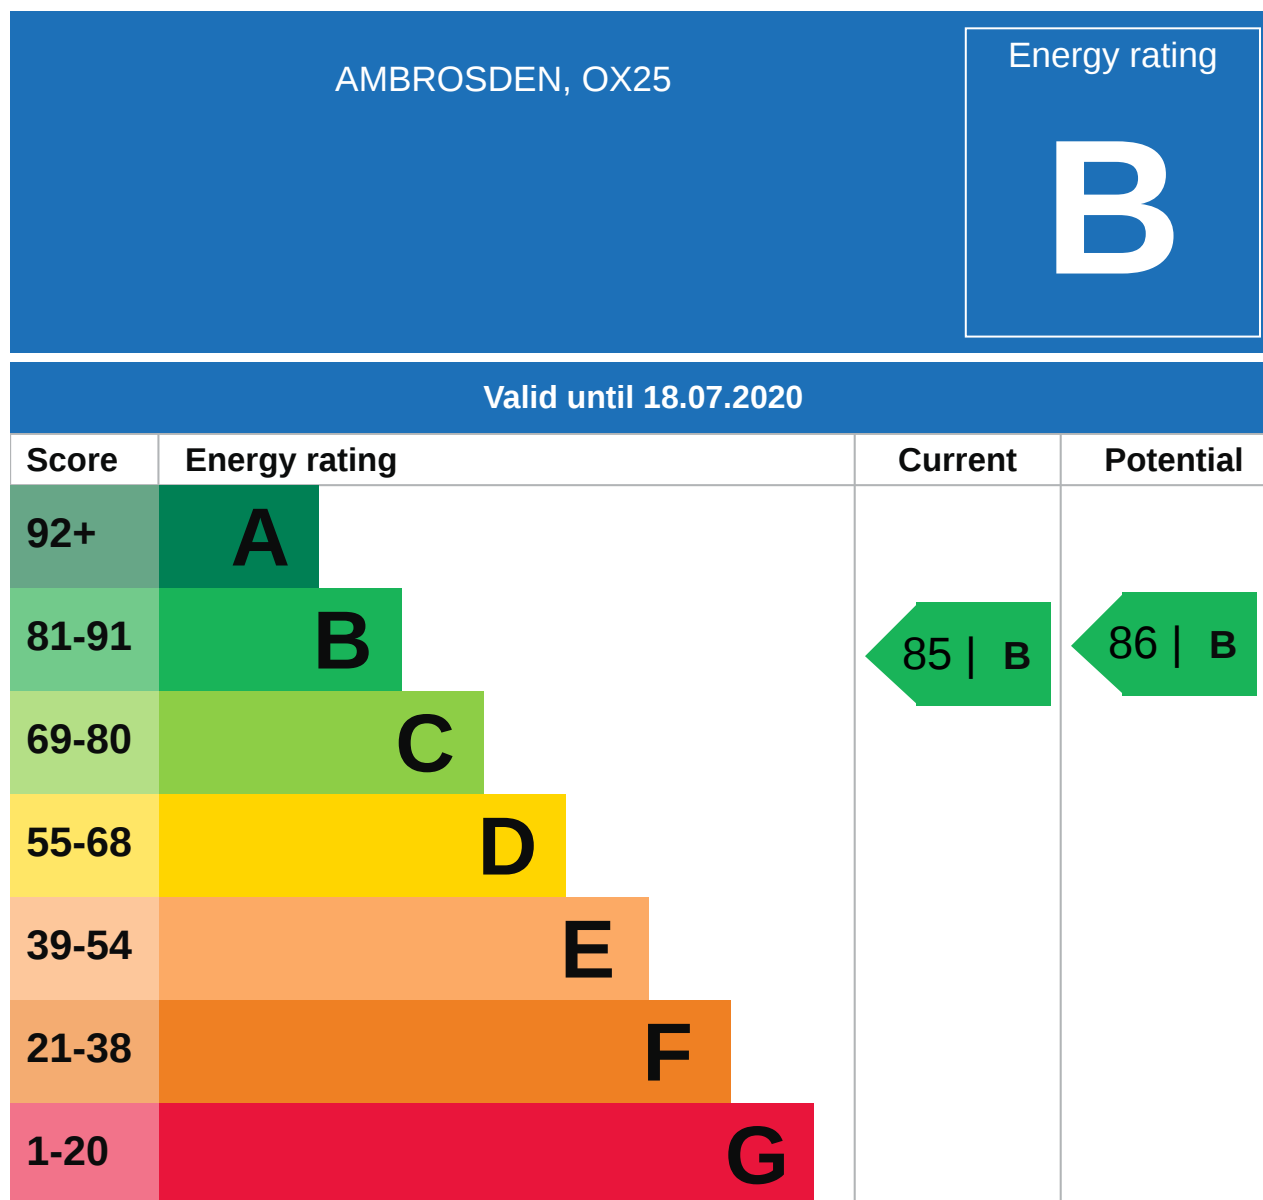 AMBROSDEN, OX25
Energy rating
B
Valid until 18.07.2020
Score Energy rating Current Potential
92+ A
81-91 B 85 | B 86 | B
69-80 C
55-68 D
39-54 E
21-38 F
1-20 G